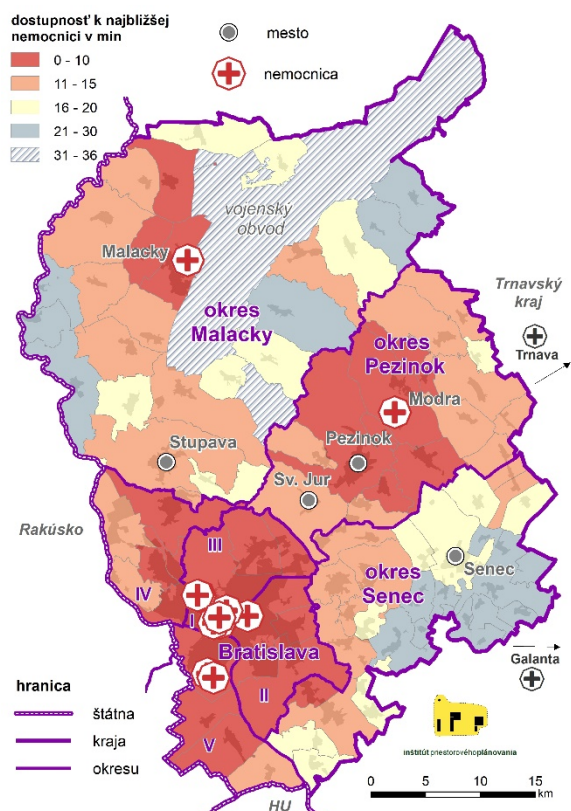 dostupnosť k najbližšej
nemocnici v min
0 - 10
11 - 15
16 - 20
21 - 30
31 - 36
mesto
nemocnica
vojenský
obvod
Malacky
okres
Malacky
Trnavský
kraj
Trnava
okres
Pezinok
Modra
Pezinok
Stupava
Sv. Jur
Rakúsko
III
IV
I
Bratislava
II
V
okres
Senec
Senec
Galanta
hranica
štátna
kraja
okresu
HU
inštitút priestorovéhoplánovania
0 5 10 15
km